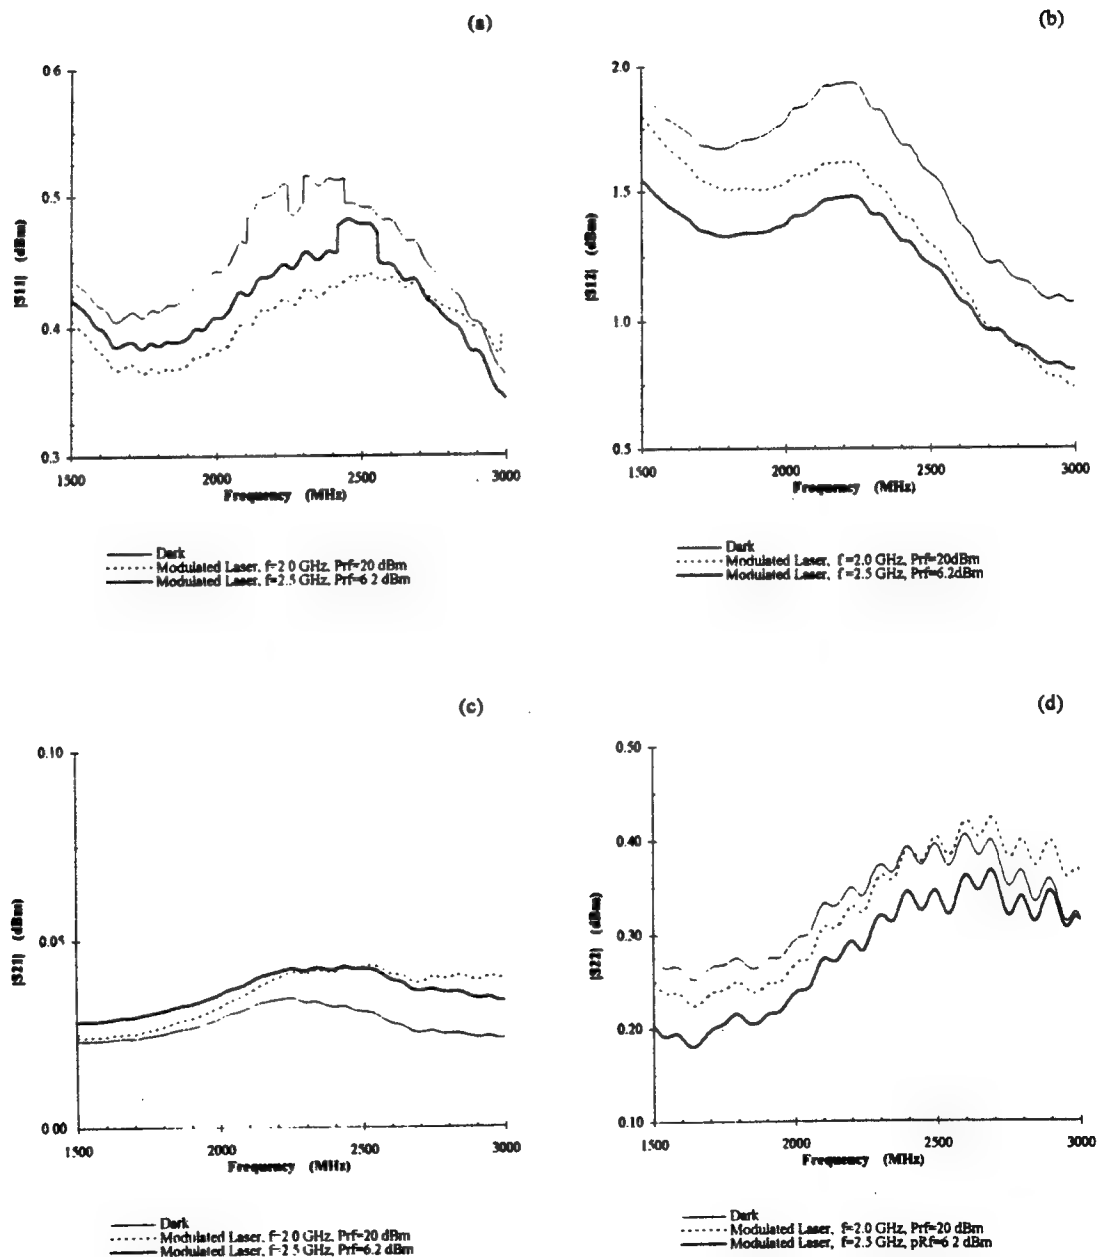 (a)
0.6
0.5
0.4
0.3
|S11| (dBm)
1500 2000 2500 3000
Frequency (MHz)
Dark
Modulated Laser, f=2.0 GHz, Prf=20 dBm
Modulated Laser, f=2.5 GHz, Prf=6.2 dBm
(b)
2.0
1.5
1.0
0.5
|S12| (dBm)
1500 2000 2500 3000
Frequency (MHz)
Dark
Modulated Laser, f=2.0 GHz, Prf=20dBm
Modulated Laser, f=2.5 GHz, Prf=6.2dBm
(c)
0.10
0.05
0.00
|S21| (dBm)
1500 2000 2500 3000
Frequency (MHz)
Dark
Modulated Laser, f=2.0 GHz, Prf=20 dBm
Modulated Laser, f=2.5 GHz, Prf=6.2 dBm
(d)
0.50
0.40
0.30
0.20
0.10
|S22| (dBm)
1500 2000 2500 3000
Frequency (MHz)
Dark
Modulated Laser, f=2.0 GHz, Prf=20 dBm
Modulated Laser, f=2.5 GHz, pRf=6.2 dBm